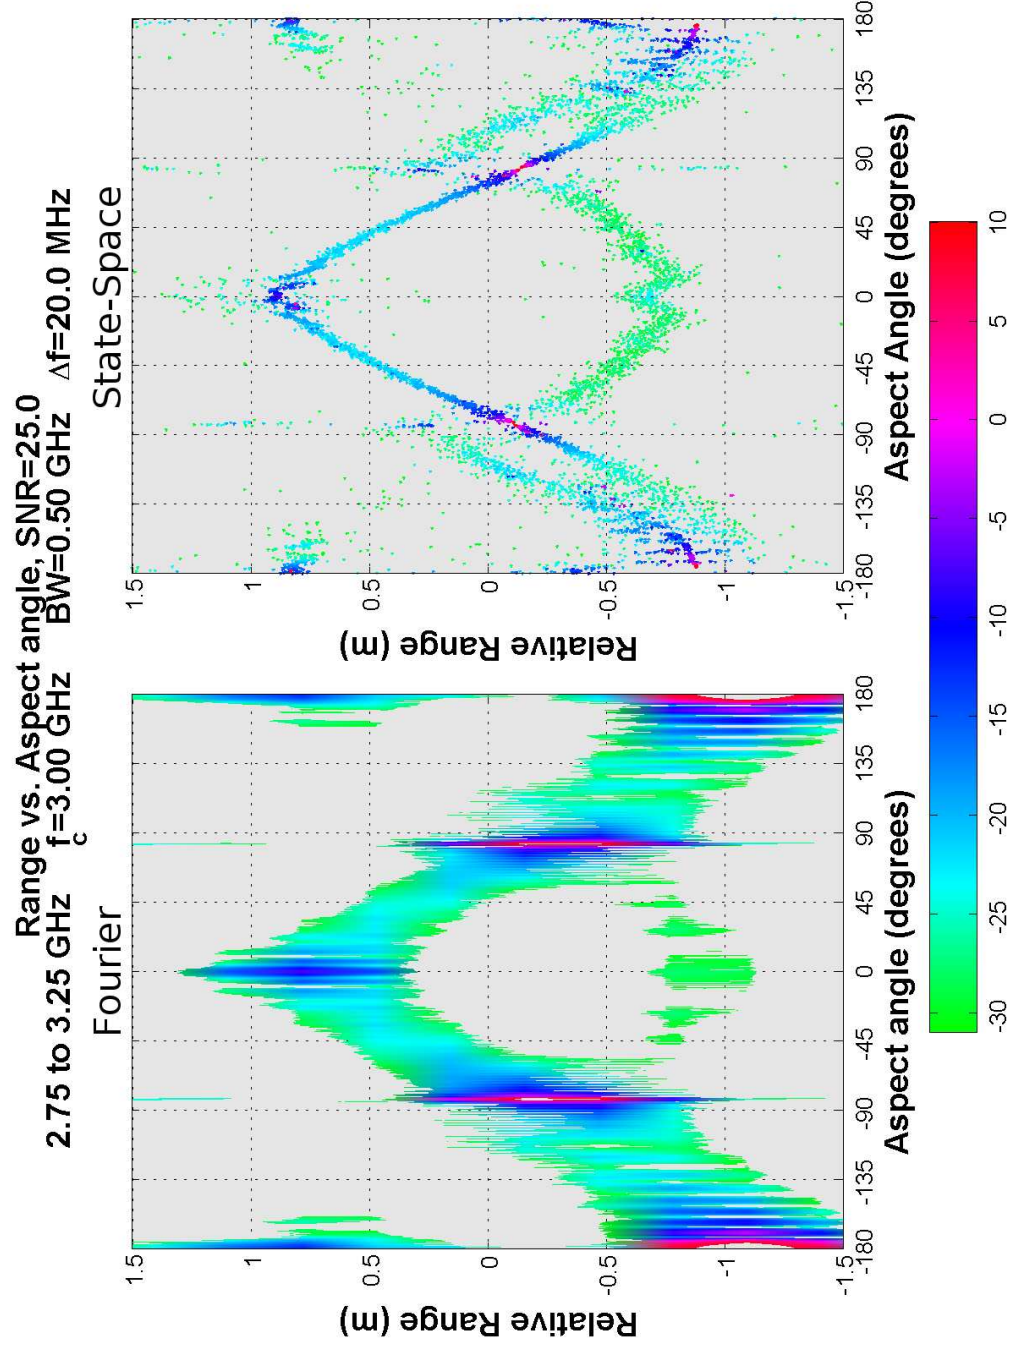 Range vs. Aspect angle, SNR=25.0
2.75 to 3.25 GHz f_c=3.00 GHz BW=0.50 GHz Δf=20.0 MHz
Fourier
1.5
1
0.5
0
-0.5
-1
-1.5
Relative Range (m)
-180 -135 -90 -45 0 45 90 135 180
Aspect angle (degrees)
State-Space
1.5
1
0.5
0
-0.5
-1
-1.5
Relative Range (m)
-180 -135 -90 -45 0 45 90 135 180
Aspect Angle (degrees)
-30 -25 -20 -15 -10 -5 0 5 10